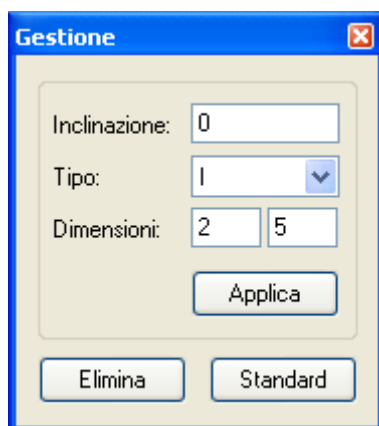 Gestione
Inclinazione: 0
Tipo: I
Dimensioni: 2 5
Applica
Elimina Standard